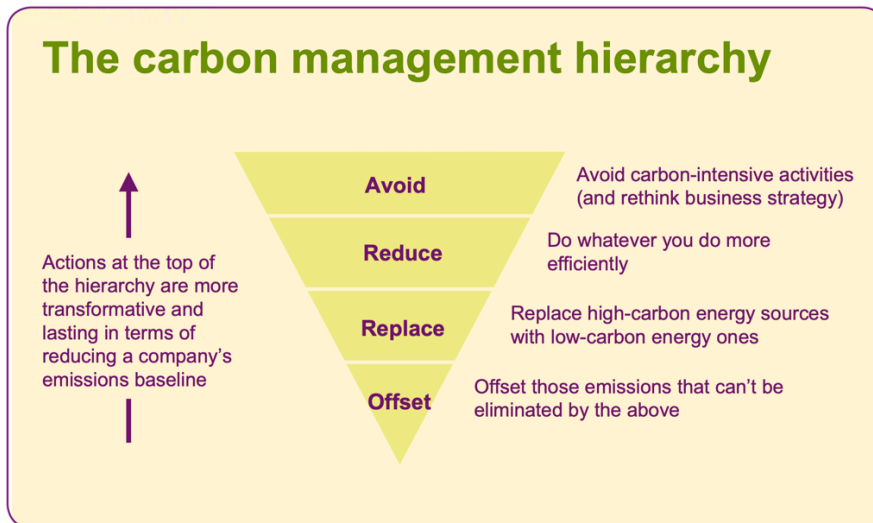 The carbon management hierarchy
Actions at the top of
the hierarchy are more
transformative and
lasting in terms of
reducing a company's
emissions baseline
Avoid
Avoid carbon-intensive activities
(and rethink business strategy)
Reduce
Do whatever you do more
efficiently
Replace
Replace high-carbon energy sources
with low-carbon energy ones
Offset
Offset those emissions that can't be
eliminated by the above